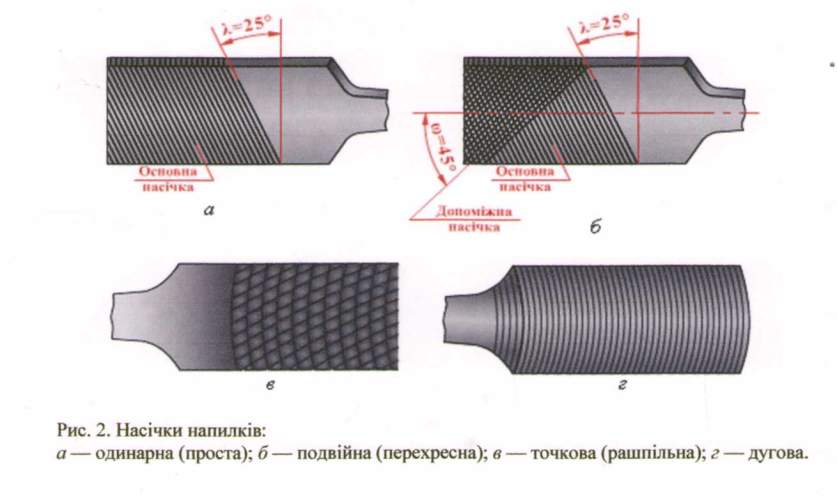 λ=25°
λ=25°
Основна
насічка
Основна
насічка
ω=45°
Допоміжна
насічка
а
б
в
г
Рис. 2. Насічки напилків:
а — одинарна (проста); б — подвійна (перехресна); в — точкова (рашпільна); г — дугова.